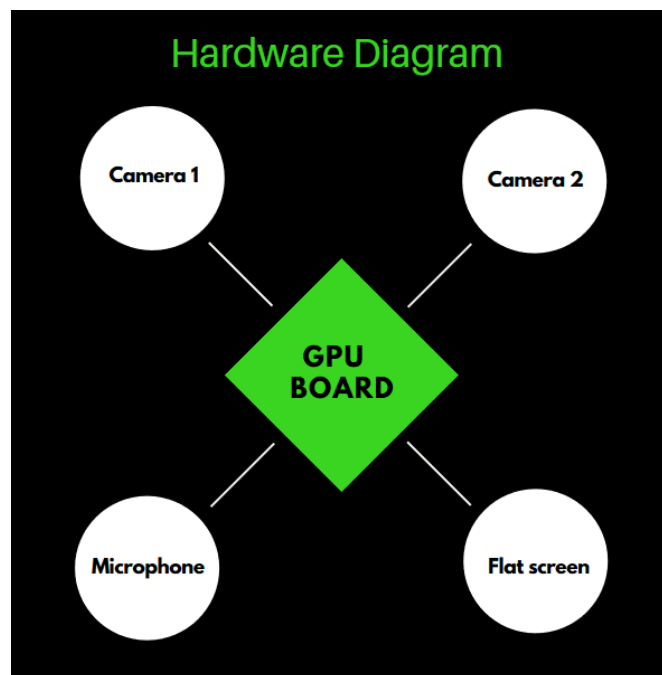 Hardware Diagram
Camera 1
Camera 2
GPU
BOARD
Microphone
Flat screen